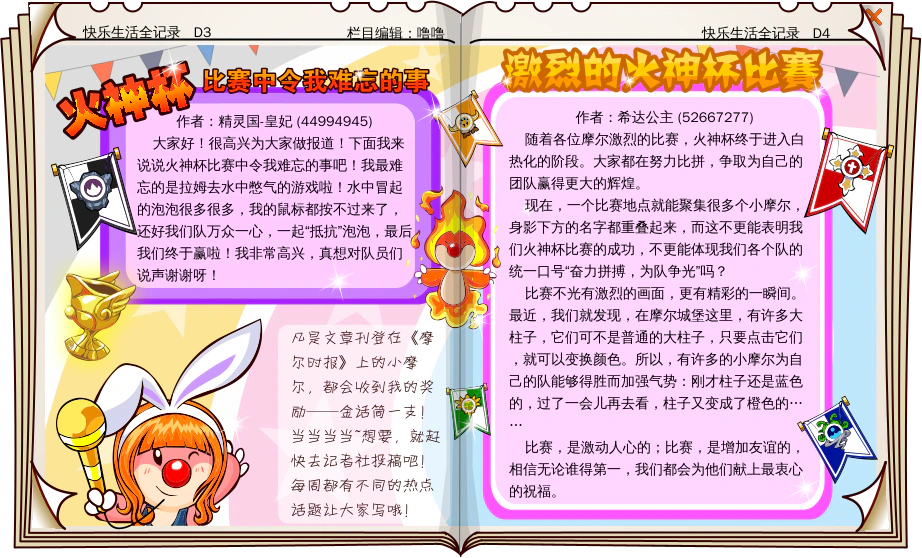 快乐生活全记录 D3
栏目编辑：噜噜
火神杯 比赛中令我难忘的事
作者：精灵国-皇妃 (44994945)
大家好！很高兴为大家做报道！下面我来
说说火神杯比赛中令我难忘的事吧！我最难
忘的是拉姆去水中憋气的游戏啦！水中冒起
的泡泡很多很多，我的鼠标都按不过来了，
还好我们队万众一心，一起“抵抗”泡泡，最后
我们终于赢啦！我非常高兴，真想对队员们
说声谢谢呀！
凡是文章刊登在《摩
尔时报》上的小摩
尔，都会收到我的奖
励——金话筒一支！
当当当当~想要，就赶
快去记者社投稿吧！
每周都有不同的热点
话题让大家写哦！
快乐生活全记录 D4
激烈的火神杯比赛
作者：希达公主 (52667277)
随着各位摩尔激烈的比赛，火神杯终于进入白
热化的阶段。大家都在努力比拼，争取为自己的
团队赢得更大的辉煌。
现在，一个比赛地点就能聚集很多个小摩尔，
身影下方的名字都重叠起来，而这不更能表明我
们火神杯比赛的成功，不更能体现我们各个队的
统一口号“奋力拼搏，为队争光”吗？
比赛不光有激烈的画面，更有精彩的一瞬间。
最近，我们就发现，在摩尔城堡这里，有许多大
柱子，它们可不是普通的大柱子，只要点击它们
，就可以变换颜色。所以，有许多的小摩尔为自
己的队能够得胜而加强气势：刚才柱子还是蓝色
的，过了一会儿再去看，柱子又变成了橙色的…
…
比赛，是激动人心的；比赛，是增加友谊的，
相信无论谁得第一，我们都会为他们献上最衷心
的祝福。